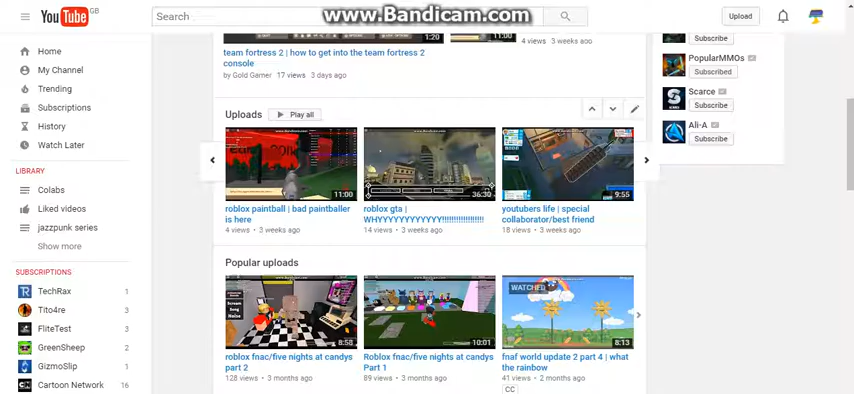 YouTube GB
Search
www.Bandicam.com
Upload
Home
My Channel
Trending
Subscriptions
History
Watch Later
LIBRARY
Colabs
Liked videos
jazzpunk series
Show more
SUBSCRIPTIONS
TechRax 1
Tito4re 3
FliteTest 3
GreenSheep 2
GizmoSlip 1
Cartoon Network 16
1:20
team fortress 2 | how to get into the team fortress 2
console
by Gold Gamer 17 views 3 days ago
11:00
4 views 3 weeks ago
Uploads Play all
11:00
roblox paintball | bad paintballer
is here
4 views • 3 weeks ago
36:30
roblox gta |
WHYYYYYYYYYYY!!!!!!!!!!!!!!!!!!
14 views • 3 weeks ago
9:55
youtubers life | special
collaborator/best friend
18 views • 3 weeks ago
Popular uploads
8:58
roblox fnac/five nights at candys
part 2
128 views • 3 months ago
10:01
Roblox fnac/five nights at candys
Part 1
89 views • 3 months ago
WATCHED
8:13
fnaf world update 2 part 4 | what
the rainbow
41 views • 2 months ago
CC
Subscribe
PopularMMOs
Subscribed
Scarce
Subscribe
Ali-A
Subscribe